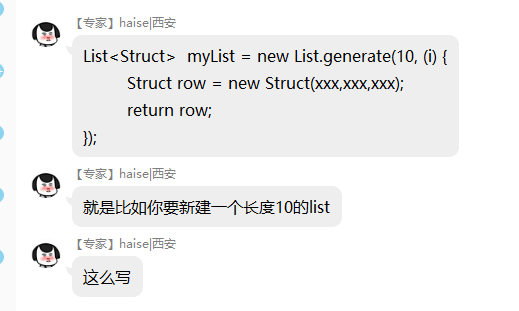 【专家】haise|西安
List<Struct>  myList = new List.generate(10, (i) {
Struct row = new Struct(xxx,xxx,xxx);
return row;
});
【专家】haise|西安
就是比如你要新建一个长度10的list
【专家】haise|西安
这么写